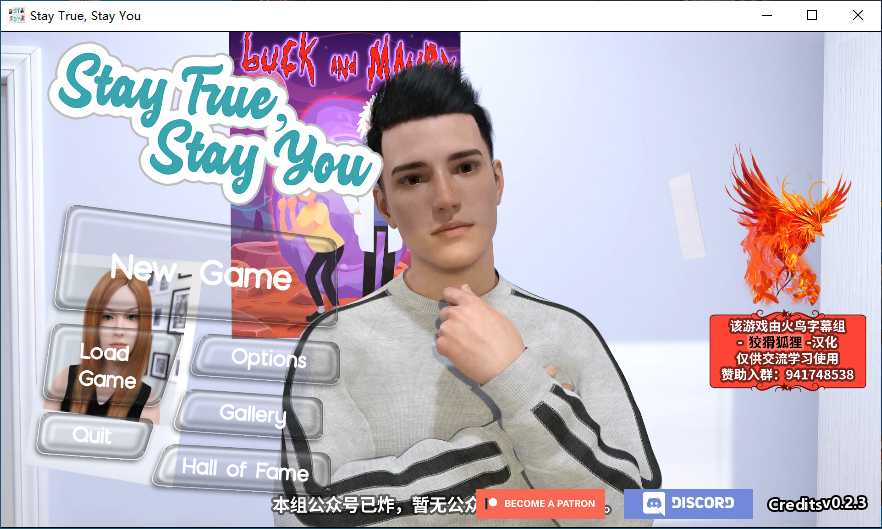 Stay True, Stay You
LUCK AND
Stay True,
Stay You
New Game
Load
Game
Options
Gallery
Quit
Hall of Fame
该游戏由火鸟字幕组
- 狡猾狐狸 -汉化
仅供交流学习使用
赞助入群：941748538
本组公众号已炸，暂无公众
BECOME A PATRON
DISCORD
Credits
v0.2.3